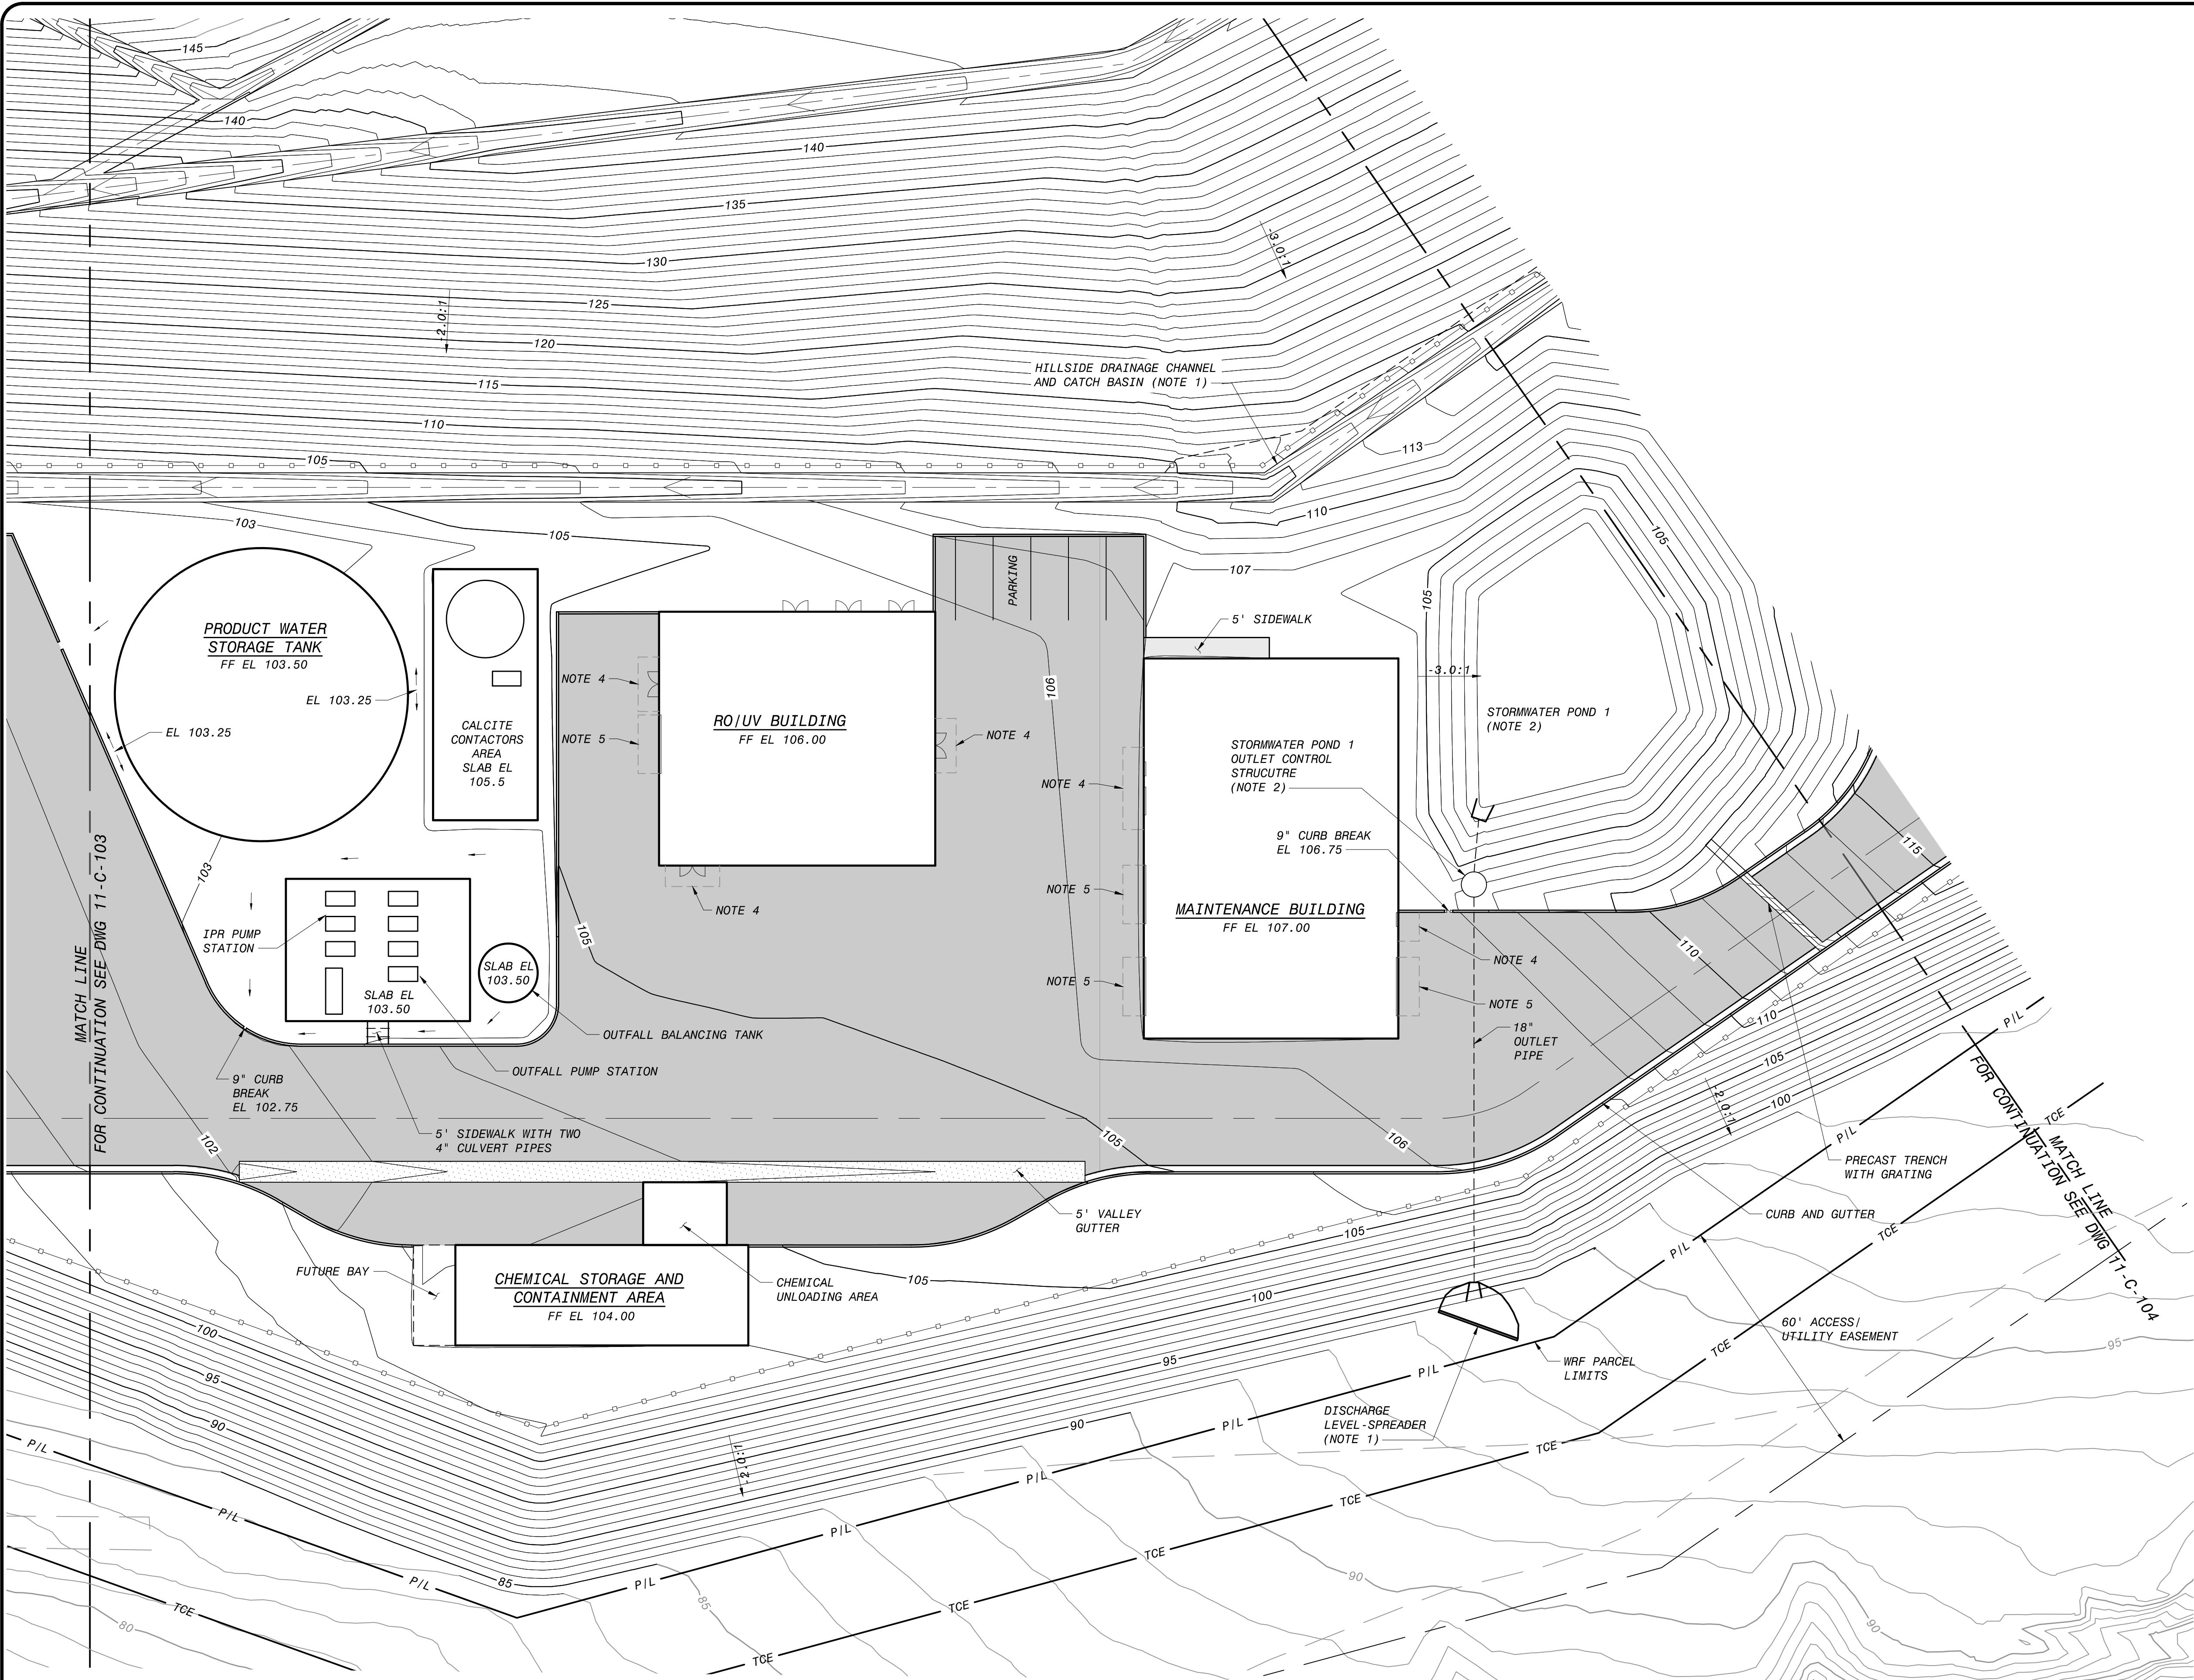 145
140
140
135
130
-3.0:1
125
-2.0:1
120
115
HILLSIDE DRAINAGE CHANNEL
AND CATCH BASIN (NOTE 1)
110
113
105
103
105
110
105
107
PARKING
105
5' SIDEWALK
PRODUCT WATER
STORAGE TANK
FF EL 103.50
EL 103.25
EL 103.25
CALCITE
CONTACTORS
AREA
SLAB EL
105.5
NOTE 4
NOTE 5
RO/UV BUILDING
FF EL 106.00
NOTE 4
NOTE 4
106
-3.0:1
STORMWATER POND 1
(NOTE 2)
STORMWATER POND 1
OUTLET CONTROL
STRUCUTRE
(NOTE 2)
NOTE 4
9" CURB BREAK
EL 106.75
NOTE 5
MAINTENANCE BUILDING
FF EL 107.00
NOTE 5
NOTE 4
NOTE 5
115
110
103
105
IPR PUMP
STATION
SLAB EL
103.50
SLAB EL
103.50
OUTFALL BALANCING TANK
OUTFALL PUMP STATION
9" CURB
BREAK
EL 102.75
5' SIDEWALK WITH TWO
4" CULVERT PIPES
MATCH LINE
FOR CONTINUATION SEE DWG 11-C-103
102
18"
OUTLET
PIPE
110
105
100
-2.0:1
P/L
P/L
P/L
TCE
TCE
TCE
MATCH LINE
FOR CONTINUATION SEE DWG 11-C-104
PRECAST TRENCH
WITH GRATING
CURB AND GUTTER
105
106
5' VALLEY
GUTTER
105
FUTURE BAY
CHEMICAL STORAGE AND
CONTAINMENT AREA
FF EL 104.00
CHEMICAL
UNLOADING AREA
105
100
95
90
60' ACCESS/
UTILITY EASEMENT
95
WRF PARCEL
LIMITS
DISCHARGE
LEVEL-SPREADER
(NOTE 1)
100
95
90
85
-2.0:1
P/L
P/L
P/L
P/L
P/L
P/L
P/L
P/L
TCE
TCE
TCE
TCE
TCE
TCE
80
85
90
90